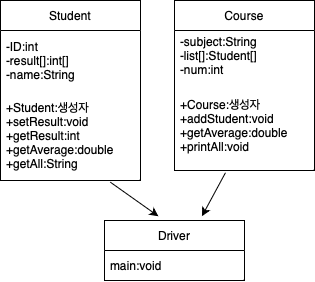 Student
-ID:int
-result[]:int[]
-name:String
+Student:생성자
+setResult:void
+getResult:int
+getAverage:double
+getAll:String
Course
-subject:String
-list[]:Student[]
-num:int
+Course:생성자
+addStudent:void
+getAverage:double
+printAll:void
Driver
main:void